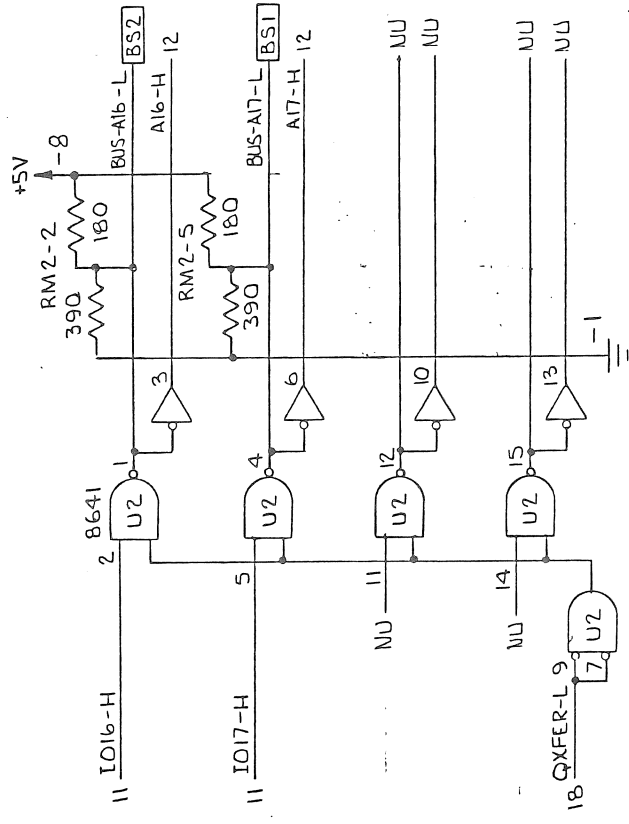 +5V
-8
RM2-2
390
180
BUS-A16-L
BS2
8641
2
U2
1
3
A16-H
12
11
IO16-H
RM2-5
390
180
BUS-A17-L
BS1
5
U2
4
6
A17-H
12
11
IO17-H
NU
11
U2
12
10
NU
NU
NU
14
U2
15
13
NU
NU
-1
18
QXFER-L
9
7
U2